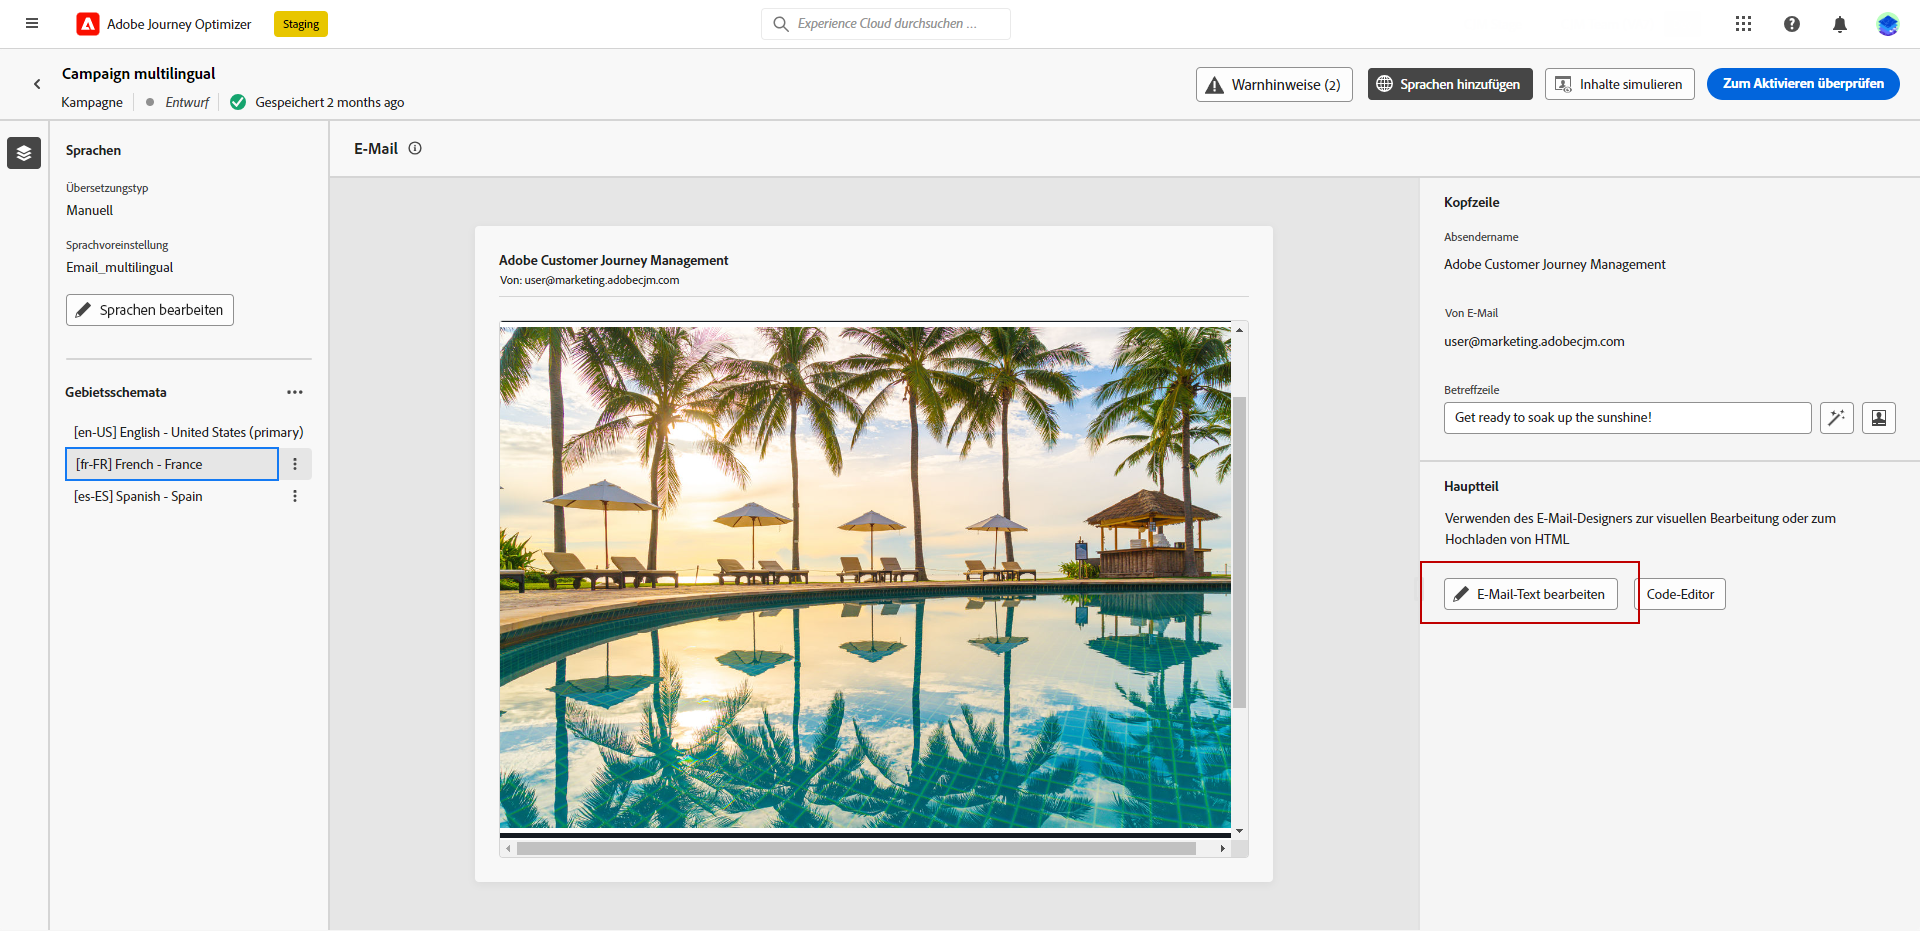 Adobe Journey Optimizer
Staging
Experience Cloud durchsuchen ...
Campaign multilingual
Kampagne
Entwurf
Gespeichert 2 months ago
Warnhinweise (2)
Sprachen hinzufügen
Inhalte simulieren
Zum Aktivieren überprüfen
Sprachen
Übersetzungstyp
Manuell
Sprachvoreinstellung
Email_multilingual
Sprachen bearbeiten
Gebietsschemata
[en-US] English - United States (primary)
[fr-FR] French - France
[es-ES] Spanish - Spain
E-Mail
Adobe Customer Journey Management
Von: user@marketing.adobecjm.com
Kopfzeile
Absendername
Adobe Customer Journey Management
Von E-Mail
user@marketing.adobecjm.com
Betreffzeile
Get ready to soak up the sunshine!
Hauptteil
Verwenden des E-Mail-Designers zur visuellen Bearbeitung oder zum
Hochladen von HTML
E-Mail-Text bearbeiten
Code-Editor